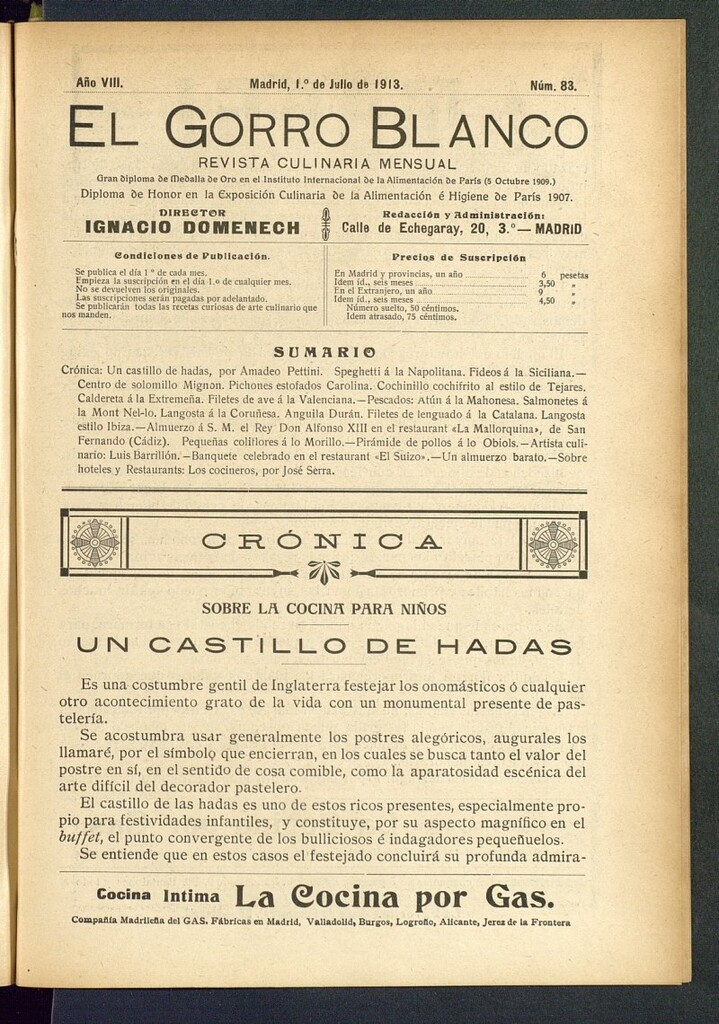 Año VIII. Madrid, 1.º de Julio de 1913. Núm. 83.
EL GORRO BLANCO
REVISTA CULINARIA MENSUAL
Gran diploma de Medalla de Oro en el Instituto Internacional de la Alimentación de París (5 Octubre 1909.)
Diploma de Honor en la Exposición Culinaria de la Alimentación é Higiene de París 1907.
DIRECTOR
IGNACIO DOMENECH
Redacción y Administración:
Calle de Echegaray, 20, 3.º — MADRID
Condiciones de Publicación.
Se publica el día 1 º de cada mes.
Empieza la suscripción en el día 1.º de cualquier mes.
No se devuelven los originales.
Las suscripciones serán pagadas por adelantado.
Se publicarán todas las recetas curiosas de arte culinario que
nos manden.
Precios de Suscripción
En Madrid y provincias, un año 6 pesetas
Idem íd., seis meses 3,50 „
En el Extranjero, un año 9 „
Idem íd., seis meses 4,50 „
Número suelto, 50 céntimos.
Idem atrasado, 75 céntimos.
SUMARIO
Crónica: Un castillo de hadas, por Amadeo Pettini. Speghetti á la Napolitana. Fideos á la Siciliana.—
Centro de solomillo Mignon. Pichones estofados Carolina. Cochinillo cochifrito al estilo de Tejares.
Caldereta á la Extremeña. Filetes de ave á la Valenciana.—Pescados: Atún á la Mahonesa. Salmonetes á
la Mont Nel-lo. Langosta á la Coruñesa. Anguila Durán. Filetes de lenguado á la Catalana. Langosta
estilo Ibiza.—Almuerzo á S. M. el Rey Don Alfonso XIII en el restaurant «La Mallorquina», de San
Fernando (Cádiz). Pequeñas coliflores á lo Morillo.—Pirámide de pollos á lo Obiols.—Artista culi-
nario: Luis Barrillón. —Banquete celebrado en el restaurant «El Suizo».—Un almuerzo barato.—Sobre
hoteles y Restaurants: Los cocineros, por José Serra.
CRÓNICA
SOBRE LA COCINA PARA NIÑOS
UN CASTILLO DE HADAS
Es una costumbre gentil de Inglaterra festejar los onomásticos ó cualquier
otro acontecimiento grato de la vida con un monumental presente de pas-
telería.
Se acostumbra usar generalmente los postres alegóricos, augurales los
llamaré, por el símbolo que encierran, en los cuales se busca tanto el valor del
postre en sí, en el sentido de cosa comible, como la aparatosidad escénica del
arte difícil del decorador pastelero.
El castillo de las hadas es uno de estos ricos presentes, especialmente pro-
pio para festividades infantiles, y constituye, por su aspecto magnífico en el
buffet, el punto convergente de los bulliciosos é indagadores pequeñuelos.
Se entiende que en estos casos el festejado concluirá su profunda admira-
Cocina Intima La Cocina por Gas.
Compañía Madrileña del GAS. Fábricas en Madrid, Valladolid, Burgos, Logroño, Alicante, Jerez de la Frontera